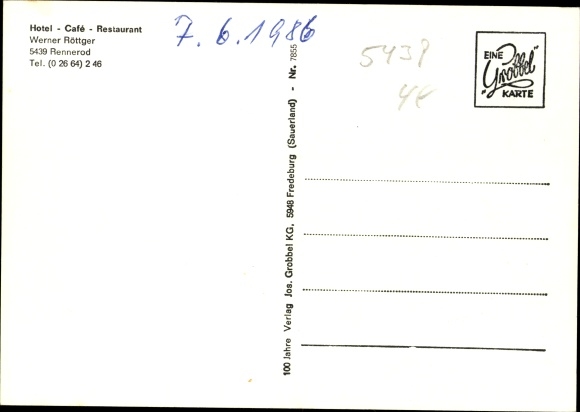 Hotel - Café - Restaurant
Werner Röttger
5439 Rennerod
Tel. (0 26 64) 2 46
7. 6. 1986
5439
4€
EINE
Grobbel
KARTE
100 Jahre Verlag Jos. Grobbel KG, 5948 Fredeburg (Sauerland) - Nr. 7855